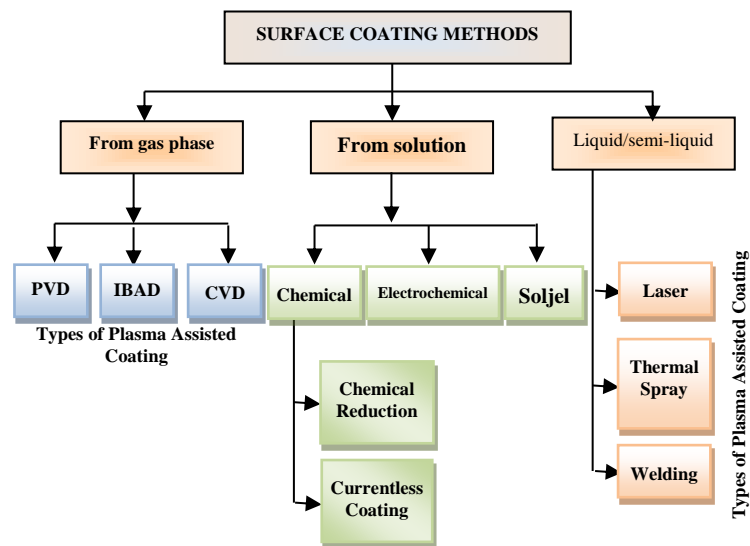 SURFACE COATING METHODS
From gas phase
From solution
Liquid/semi-liquid
PVD
IBAD
CVD
Types of Plasma Assisted
Coating
Chemical
Electrochemical
Soljel
Chemical
Reduction
Currentless
Coating
Laser
Thermal
Spray
Welding
Types of Plasma Assisted Coating